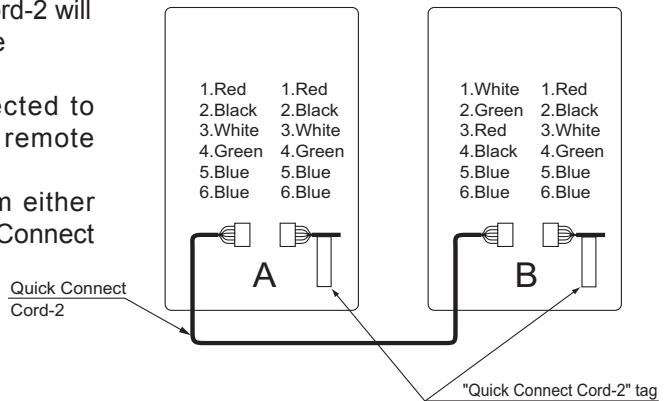 rd-2 will
e
ected to
remote
n either
Connect
1.Red 1.Red
2.Black 2.Black
3.White 3.White
4.Green 4.Green
5.Blue 5.Blue
6.Blue 6.Blue
A
1.White 1.Red
2.Green 2.Black
3.Red 3.White
4.Black 4.Green
5.Blue 5.Blue
6.Blue 6.Blue
B
Quick Connect
Cord-2
"Quick Connect Cord-2" tag